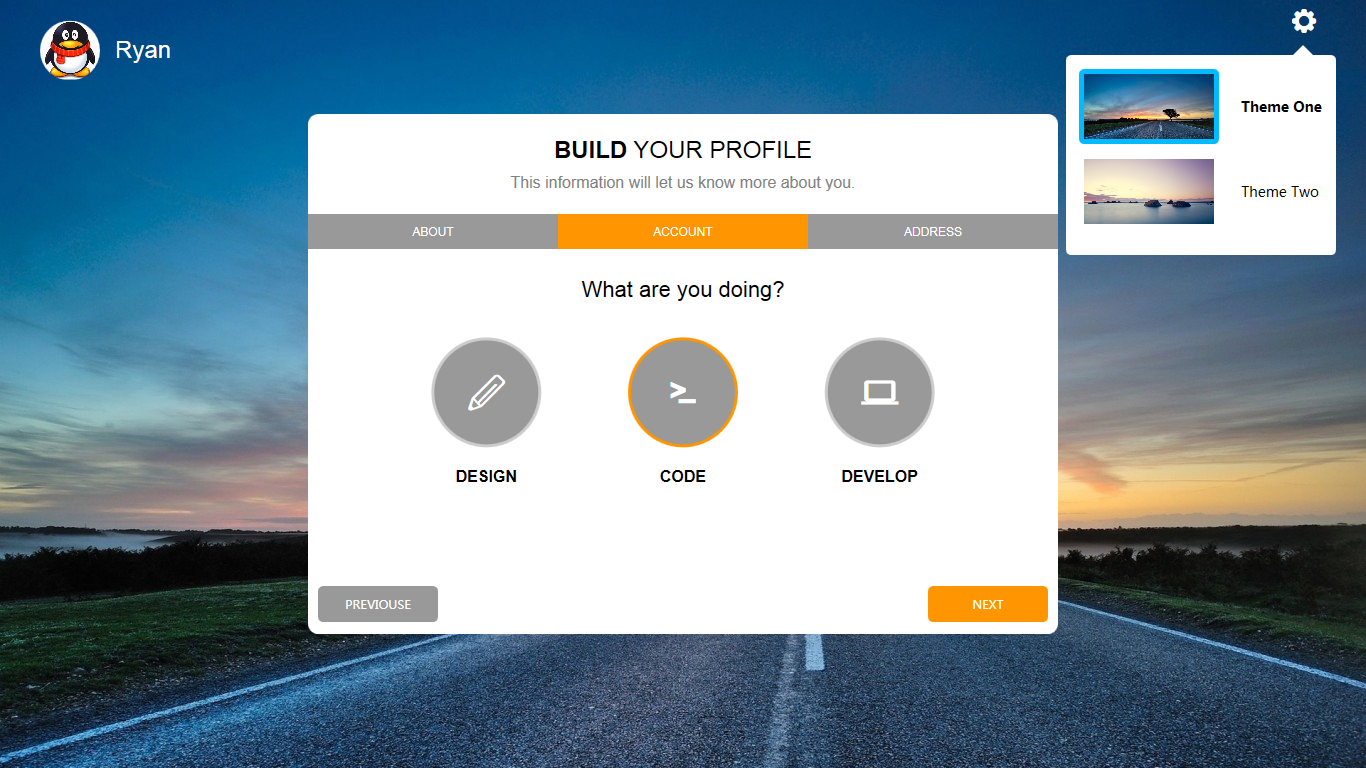 Ryan
Theme One
Theme Two
BUILD YOUR PROFILE
This information will let us know more about you.
ABOUT ACCOUNT ADDRESS
What are you doing?
DESIGN CODE DEVELOP
PREVIOUSE NEXT